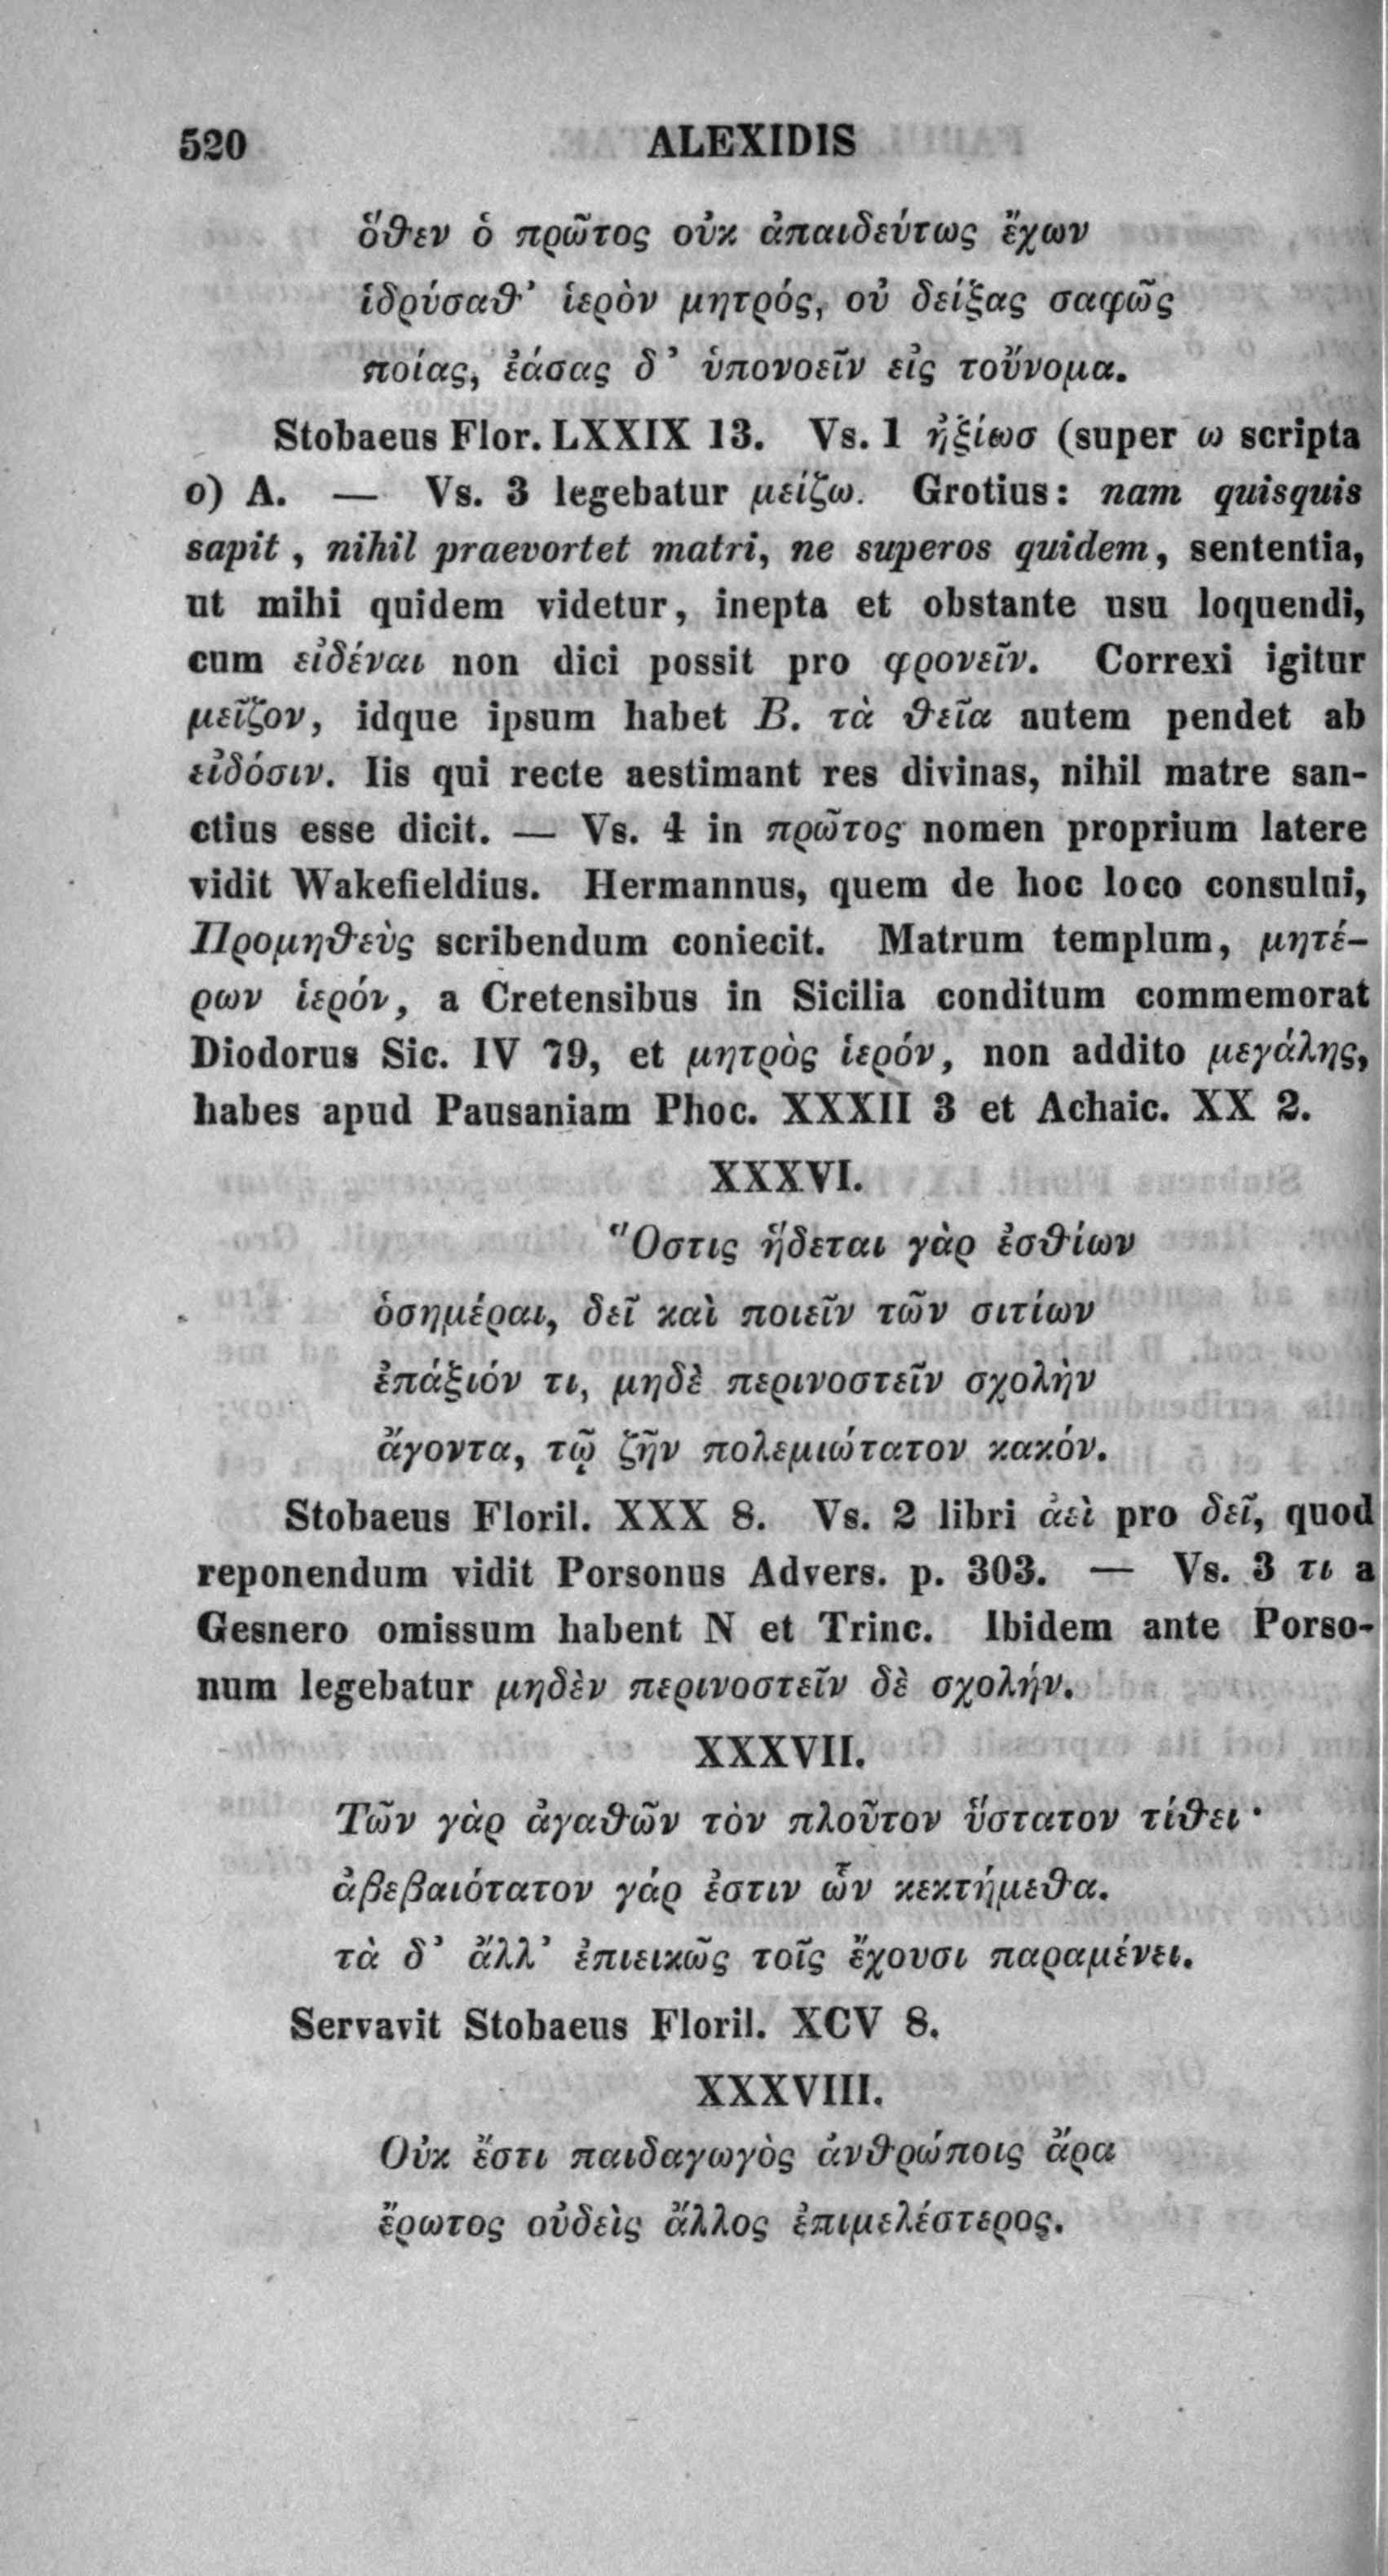 520 ALEXIDIS
ὅθεν ὁ πρῶτος οὐκ ἀπαιδεύτως ἔχων
ἱδρύσαθ’ ἱερὸν μητρός, οὐ δείξας σαφῶς
ποίας, ἐάσας δ’ ὑπονοεῖν εἰς τοὔνομα.
Stobaeus Flor. LXXIX 13. Vs. 1 ἠξίωσ (super ω scripta
ο) A. — Vs. 3 legebatur μείζω. Grotius: nam quisquis
sapit, nihil praevortet matri, ne superos quidem, sententia,
ut mihi quidem videtur, inepta et obstante usu loquendi,
cum εἰδέναι non dici possit pro φρονεῖν. Correxi igitur
μεῖζον, idque ipsum habet B. τὰ θεῖα autem pendet ab
εἰδόσιν. Iis qui recte aestimant res divinas, nihil matre san-
ctius esse dicit. — Vs. 4 in πρῶτος nomen proprium latere
vidit Wakefieldius. Hermannus, quem de hoc loco consului,
Προμηθεὺς scribendum coniecit. Matrum templum, μητέ-
ρων ἱερόν, a Cretensibus in Sicilia conditum commemorat
Diodorus Sic. IV 79, et μητρὸς ἱερόν, non addito μεγάλης,
habes apud Pausaniam Phoc. XXXII 3 et Achaic. XX 2.
XXXVI.
Ὅστις ἥδεται γὰρ ἐσθίων
ὁσημέραι, δεῖ καὶ ποιεῖν τῶν σιτίων
ἐπάξιόν τι, μηδὲ περινοστεῖν σχολὴν
ἄγοντα, τῷ ζῆν πολεμιώτατον κακόν.
Stobaeus Floril. XXX 8. Vs. 2 libri ἀεὶ pro δεῖ, quod
reponendum vidit Porsonus Advers. p. 303. — Vs. 3 τι a
Gesnero omissum habent N et Trinc. Ibidem ante Porso-
num legebatur μηδὲν περινοστεῖν δὲ σχολήν.
XXXVII.
Τῶν γὰρ ἀγαθῶν τὸν πλοῦτον ὕστατον τίθει·
ἀβεβαιότατον γάρ ἐστιν ὧν κεκτήμεθα.
τὰ δ’ ἄλλ’ ἐπιεικῶς τοῖς ἔχουσι παραμένει.
Servavit Stobaeus Floril. XCV 8.
XXXVIII.
Οὐκ ἔστι παιδαγωγὸς ἀνθρώποις ἄρα
ἔρωτος οὐδεὶς ἄλλος ἐπιμελέστερος.